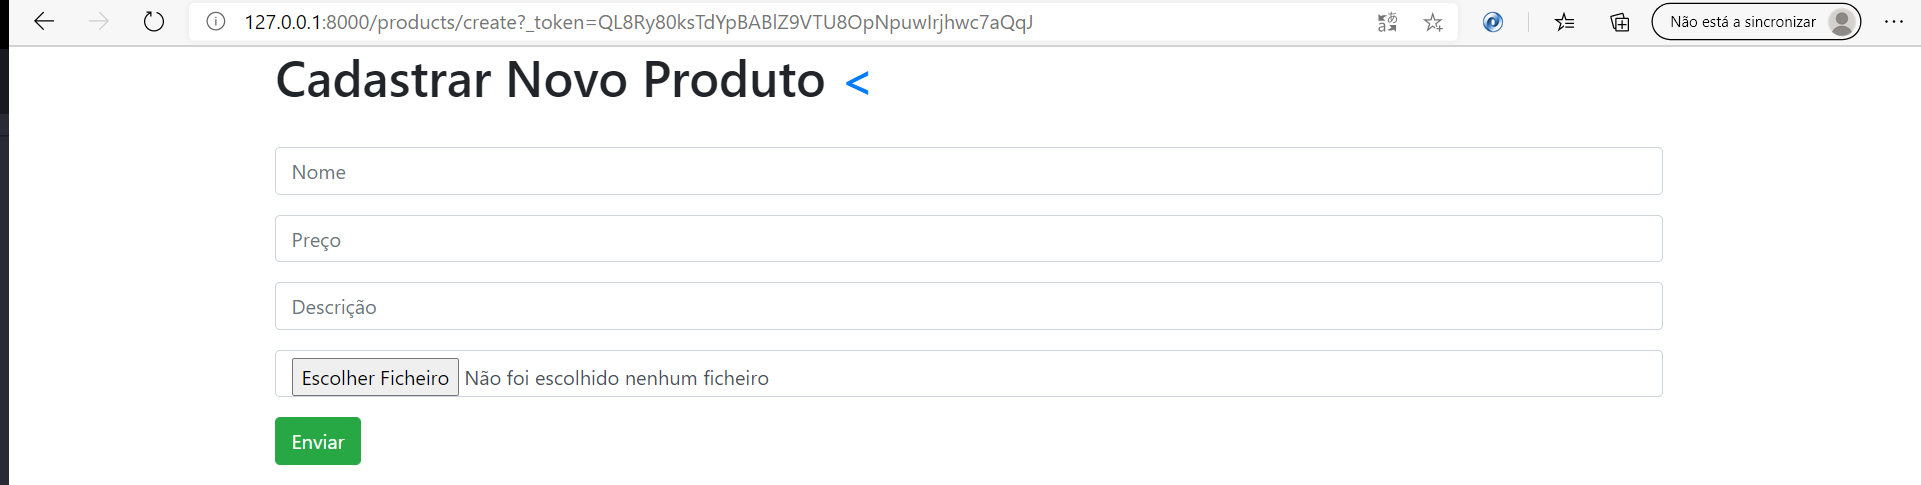 127.0.0.1:8000/products/create?_token=QL8Ry80ksTdYpBABlZ9VTU8OpNpuwIrjhwc7aQqJ
Não está a sincronizar
Cadastrar Novo Produto <
Nome
Preço
Descrição
Escolher Ficheiro Não foi escolhido nenhum ficheiro
Enviar